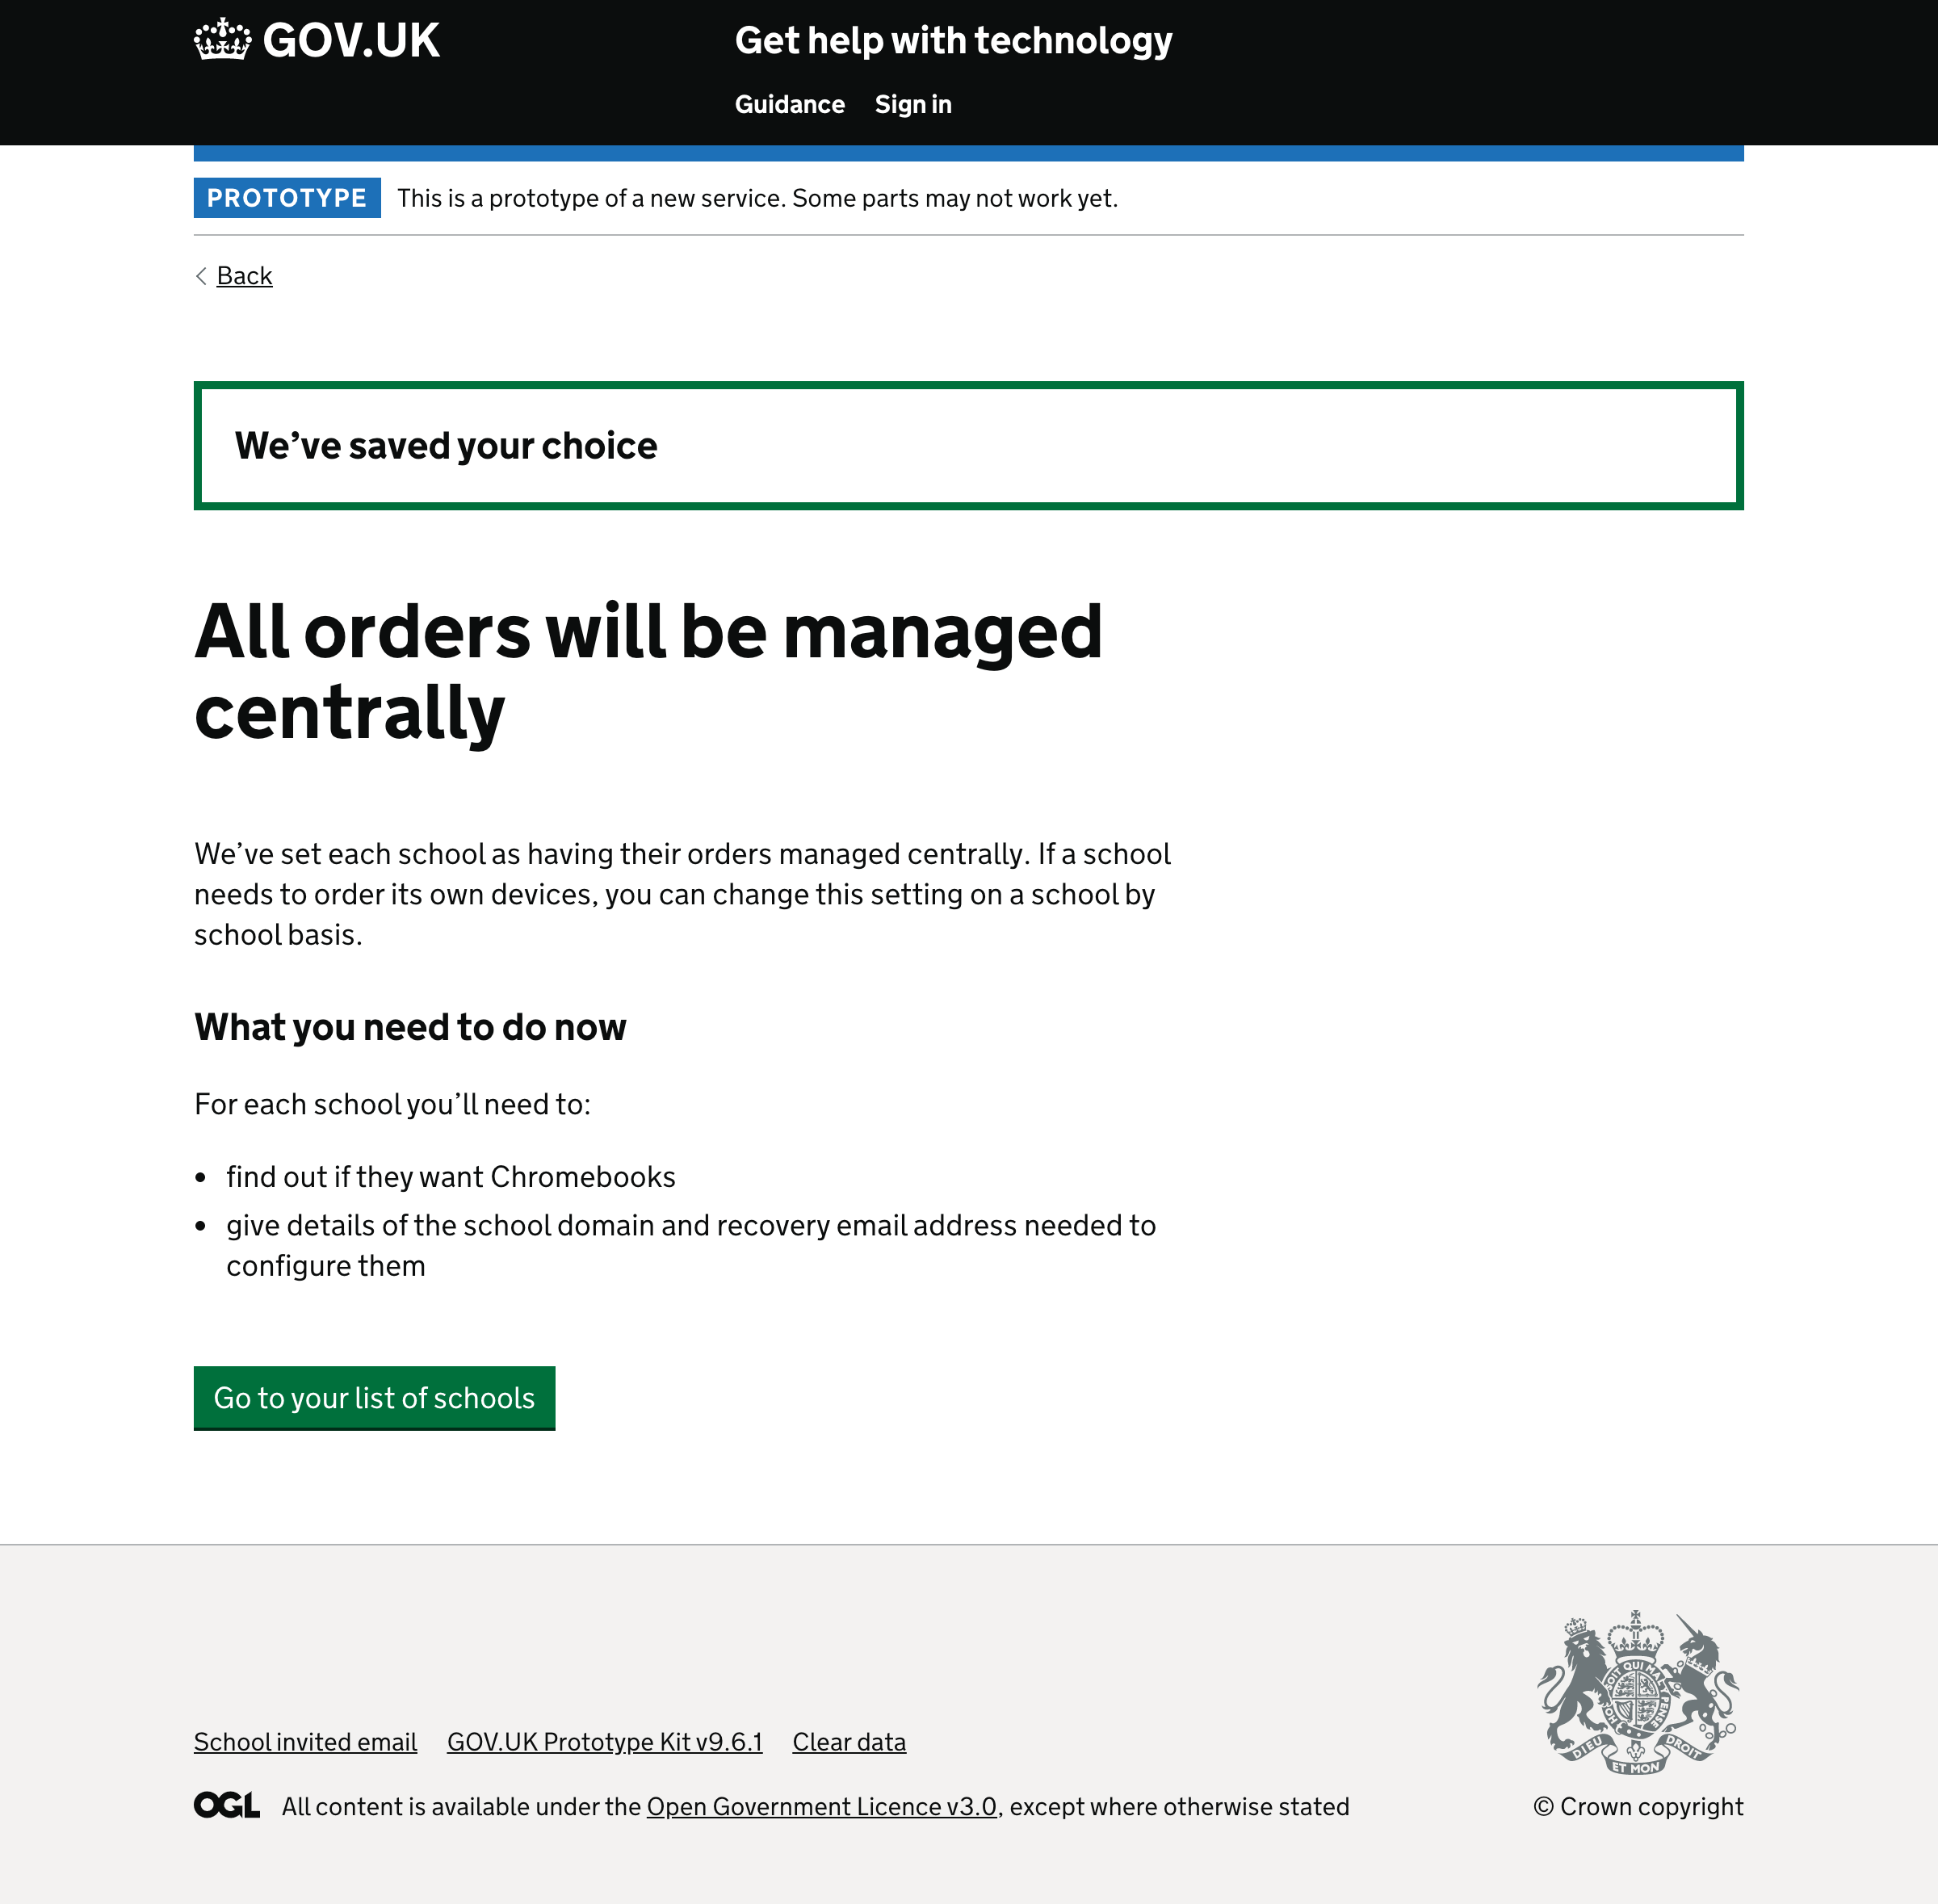 GOV.UK
Get help with technology
Guidance Sign in
PROTOTYPE This is a prototype of a new service. Some parts may not work yet.
Back
We’ve saved your choice
All orders will be managed
centrally
We’ve set each school as having their orders managed centrally. If a school
needs to order its own devices, you can change this setting on a school by
school basis.
What you need to do now
For each school you’ll need to:
• find out if they want Chromebooks
• give details of the school domain and recovery email address needed to
configure them
Go to your list of schools
School invited email GOV.UK Prototype Kit v9.6.1 Clear data
OGL All content is available under the Open Government Licence v3.0, except where otherwise stated
DIEU ET MON DROIT
© Crown copyright